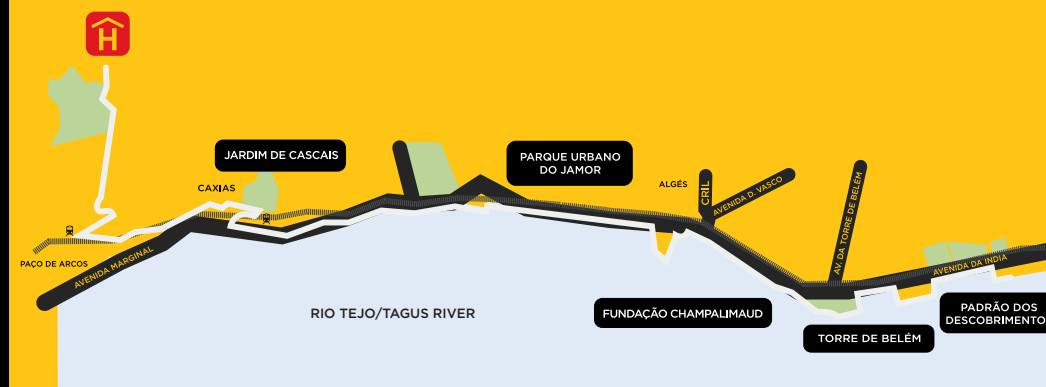 H
JARDIM DE CASCAIS
CAXIAS
PARQUE URBANO
DO JAMOR
ALGÉS
CRIL
AVENIDA D. VASCO
AV. DA TORRE DE BELÉM
PAÇO DE ARCOS
AVENIDA MARGINAL
AVENIDA DA INDIA
RIO TEJO/TAGUS RIVER
FUNDAÇÃO CHAMPALIMAUD
PADRÃO DOS
DESCOBRIMENTO
TORRE DE BELÉM